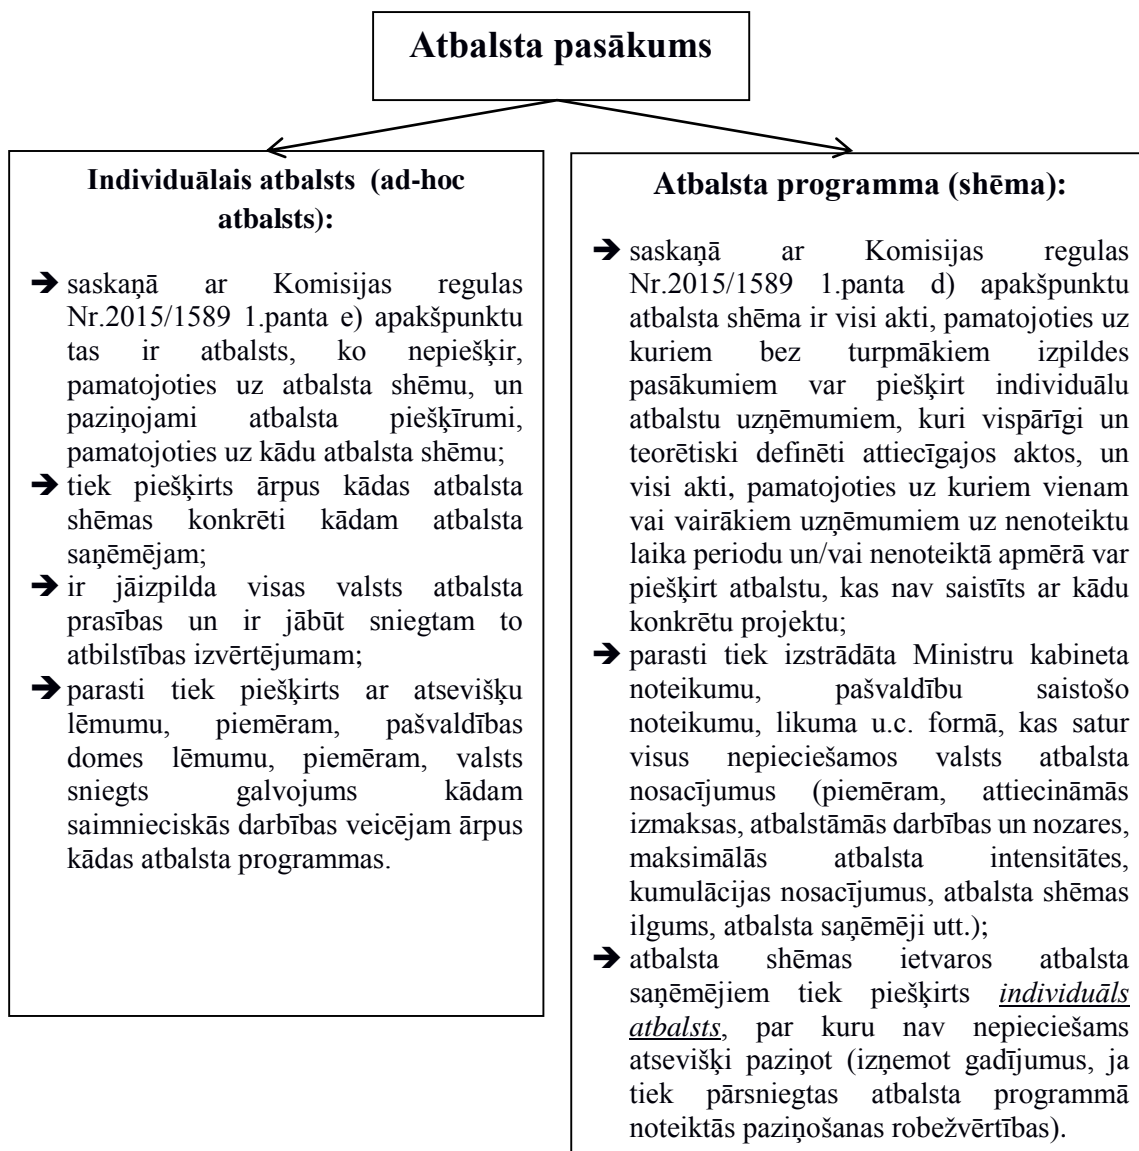 Atbalsta pasākums
Individuālais atbalsts (ad-hoc
atbalsts):
➔ saskaņā ar Komisijas regulas
Nr.2015/1589 1.panta e) apakšpunktu
tas ir atbalsts, ko nepiešķir,
pamatojoties uz atbalsta shēmu, un
paziņojami atbalsta piešķīrumi,
pamatojoties uz kādu atbalsta shēmu;
➔ tiek piešķirts ārpus kādas atbalsta
shēmas konkrēti kādam atbalsta
saņēmējam;
➔ ir jāizpilda visas valsts atbalsta
prasības un ir jābūt sniegtam to
atbilstības izvērtējumam;
➔ parasti tiek piešķirts ar atsevišķu
lēmumu, piemēram, pašvaldības
domes lēmumu, piemēram, valsts
sniegts galvojums kādam
saimnieciskās darbības veicējam ārpus
kādas atbalsta programmas.
Atbalsta programma (shēma):
➔ saskaņā ar Komisijas regulas
Nr.2015/1589 1.panta d) apakšpunktu
atbalsta shēma ir visi akti, pamatojoties uz
kuriem bez turpmākiem izpildes
pasākumiem var piešķirt individuālu
atbalstu uzņēmumiem, kuri vispārīgi un
teorētiski definēti attiecīgajos aktos, un
visi akti, pamatojoties uz kuriem vienam
vai vairākiem uzņēmumiem uz nenoteiktu
laika periodu un/vai nenoteiktā apmērā var
piešķirt atbalstu, kas nav saistīts ar kādu
konkrētu projektu;
➔ parasti tiek izstrādāta Ministru kabineta
noteikumu, pašvaldību saistošo
noteikumu, likuma u.c. formā, kas satur
visus nepieciešamos valsts atbalsta
nosacījumus (piemēram, attiecināmās
izmaksas, atbalstāmās darbības un nozares,
maksimālās atbalsta intensitātes,
kumulācijas nosacījumus, atbalsta shēmas
ilgums, atbalsta saņēmēji utt.);
➔ atbalsta shēmas ietvaros atbalsta
saņēmējiem tiek piešķirts individuāls
atbalsts, par kuru nav nepieciešams
atsevišķi paziņot (izņemot gadījumus, ja
tiek pārsniegtas atbalsta programmā
noteiktās paziņošanas robežvērtības).